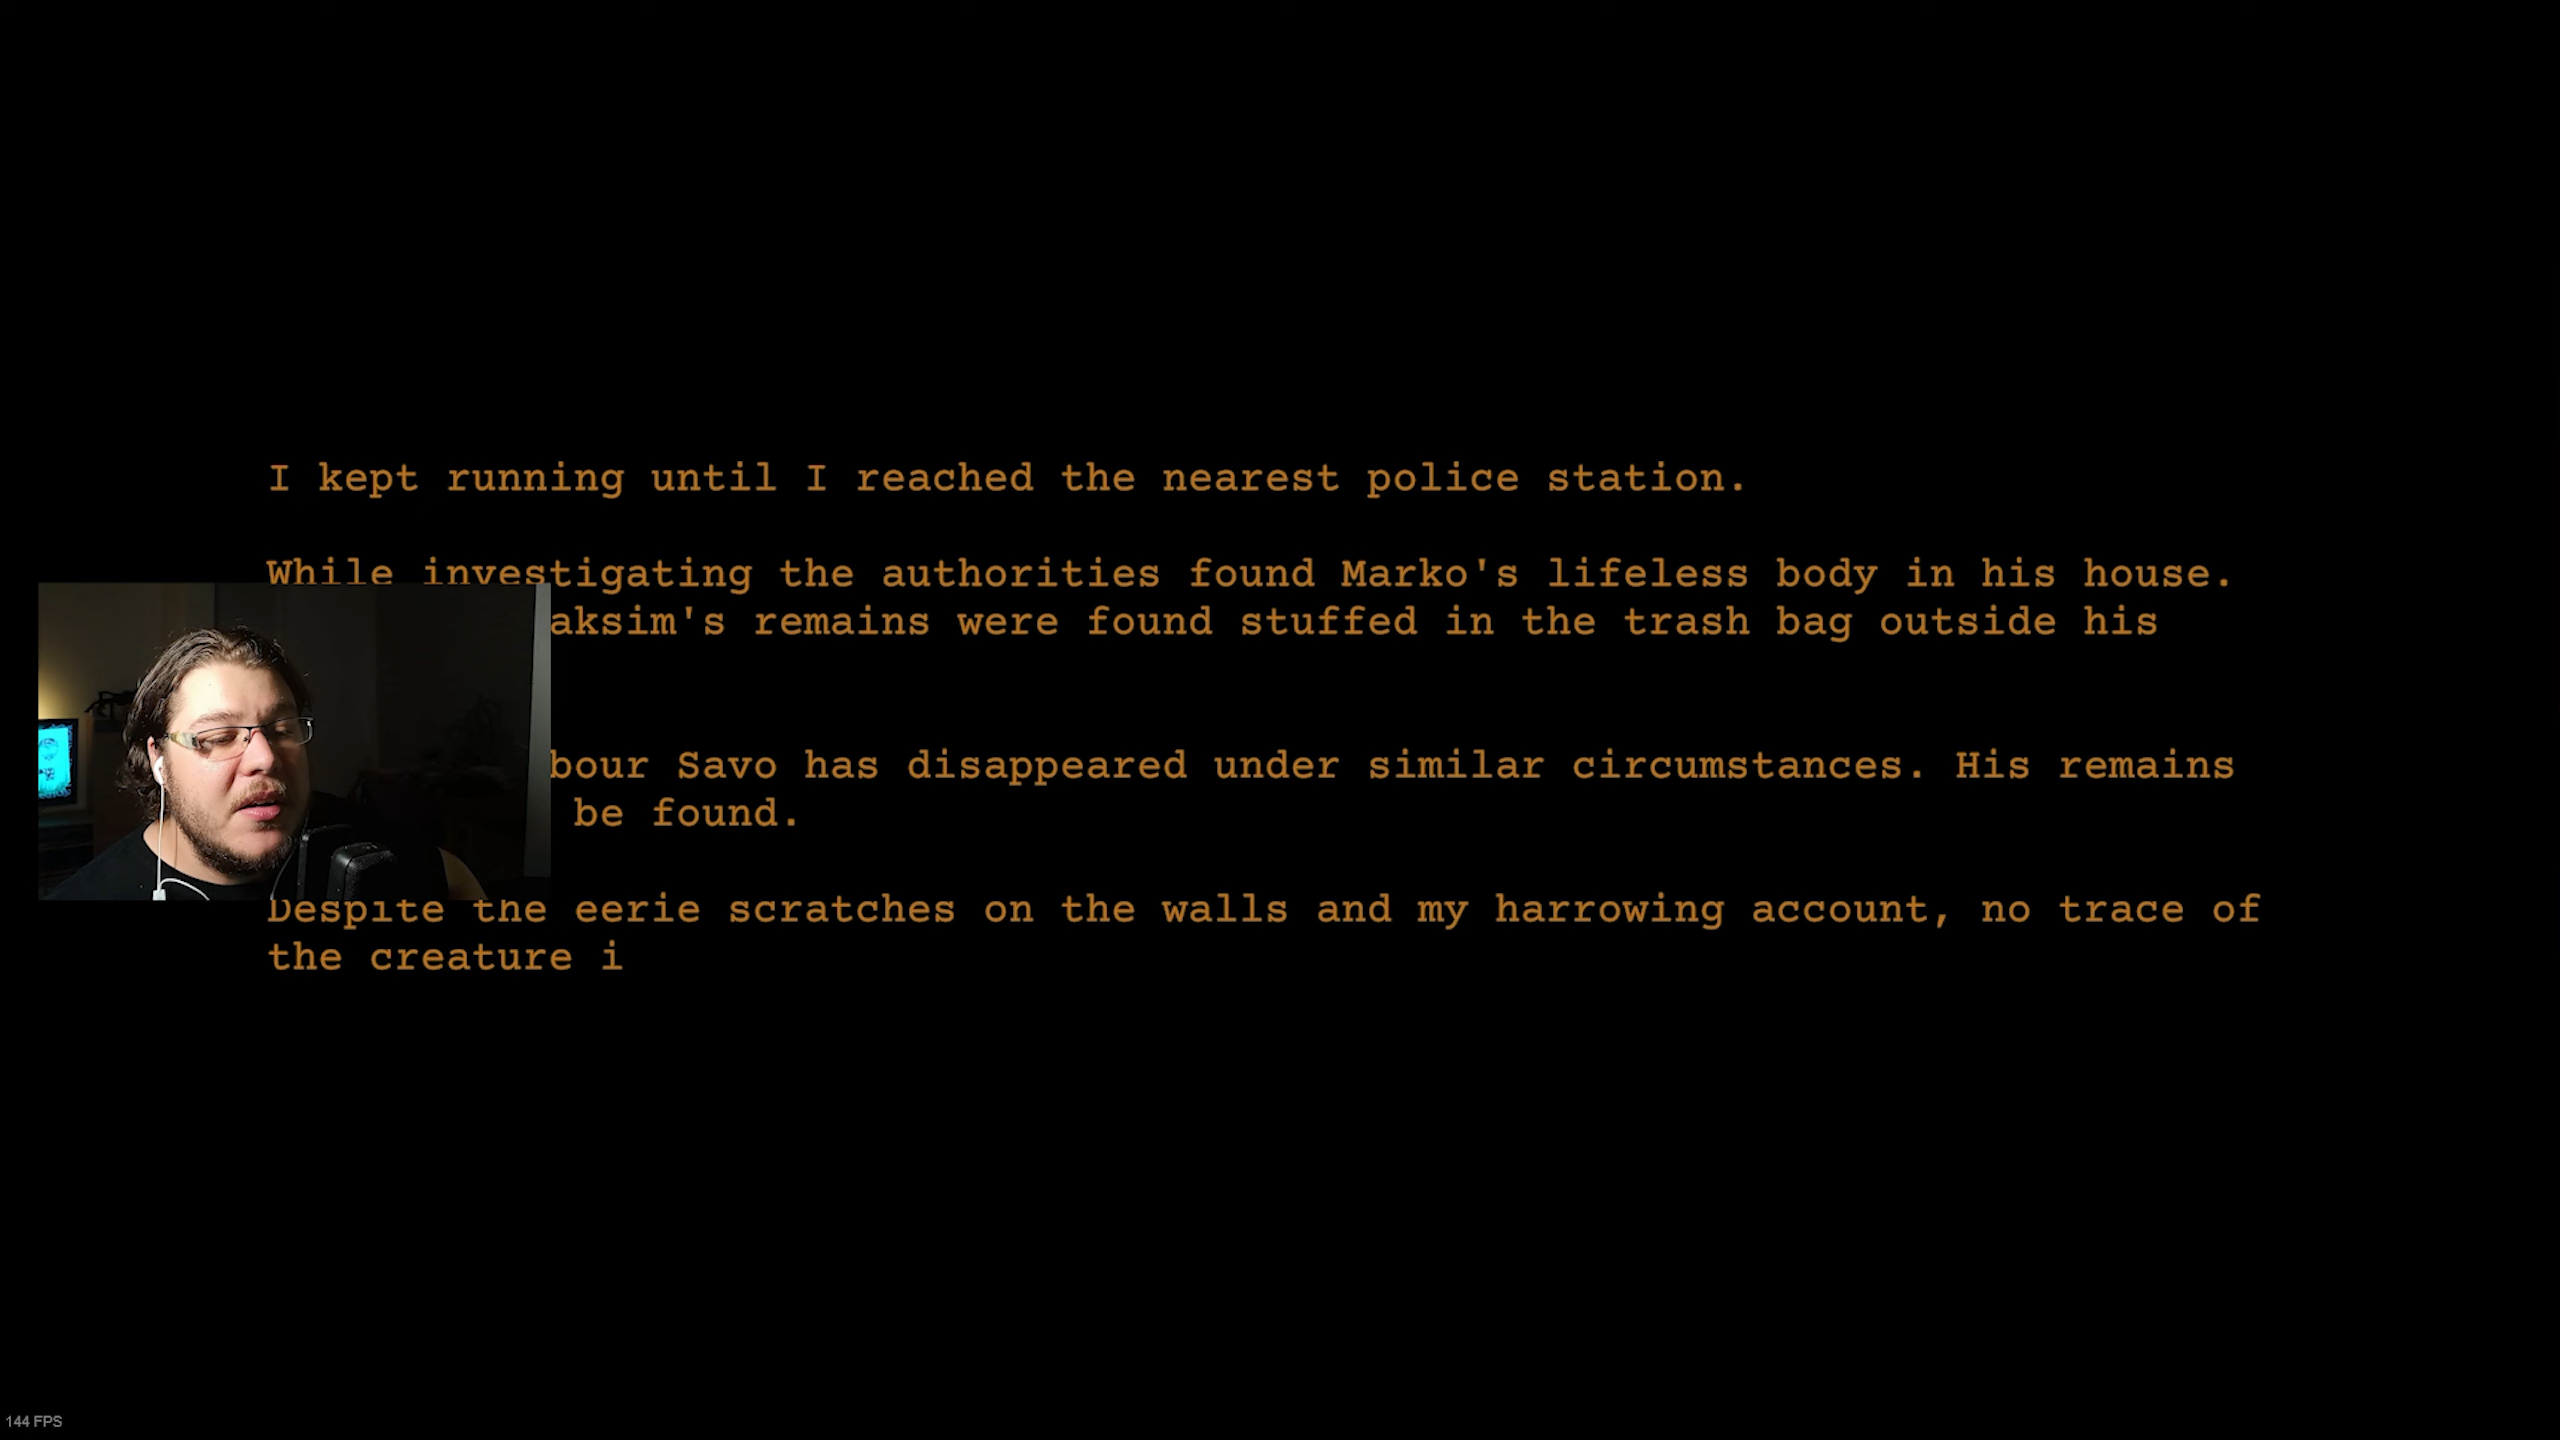 I kept running until I reached the nearest police station.
While investigating the authorities found Marko's lifeless body in his house.
remains were found stuffed in the trash bag outside his
Savo has disappeared under similar circumstances. His remains
be found.
Despite the eerie scratches on the walls and my harrowing account, no trace of
the creature i
144 FPS